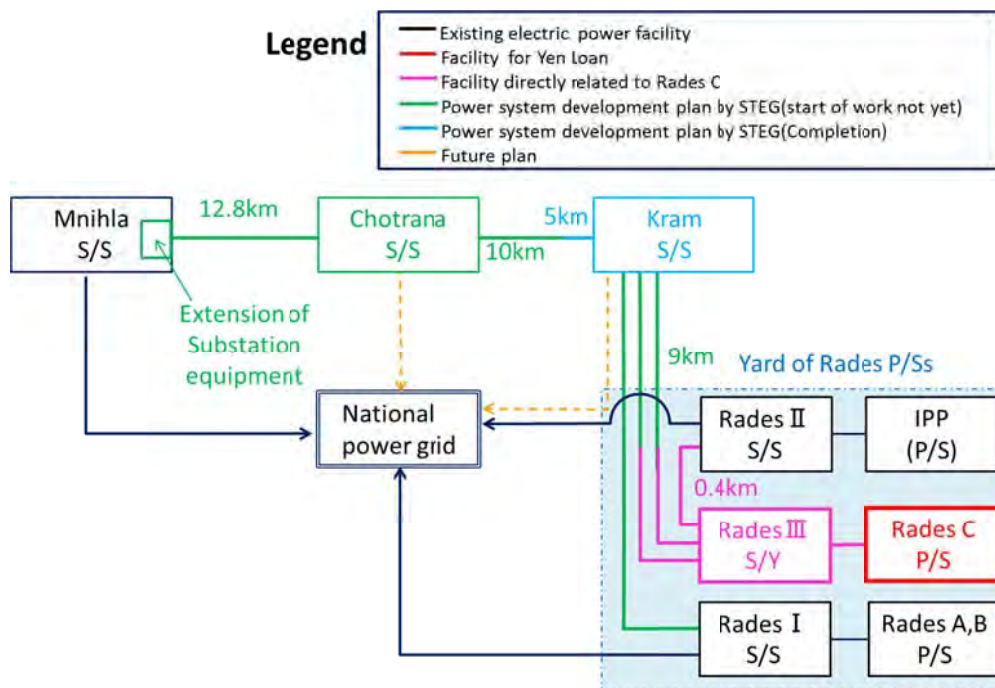 Legend
Existing electric power facility
Facility for Yen Loan
Facility directly related to Rades C
Power system development plan by STEG(start of work not yet)
Power system development plan by STEG(Completion)
Future plan
Mnihla
S/S
12.8km
Chotrana
S/S
5km
10km
Kram
S/S
Extension of
Substation
equipment
9km
Yard of Rades P/Ss
National
power grid
Rades Ⅱ
S/S
IPP
(P/S)
0.4km
Rades Ⅲ
S/Y
Rades C
P/S
Rades Ⅰ
S/S
Rades A,B
P/S